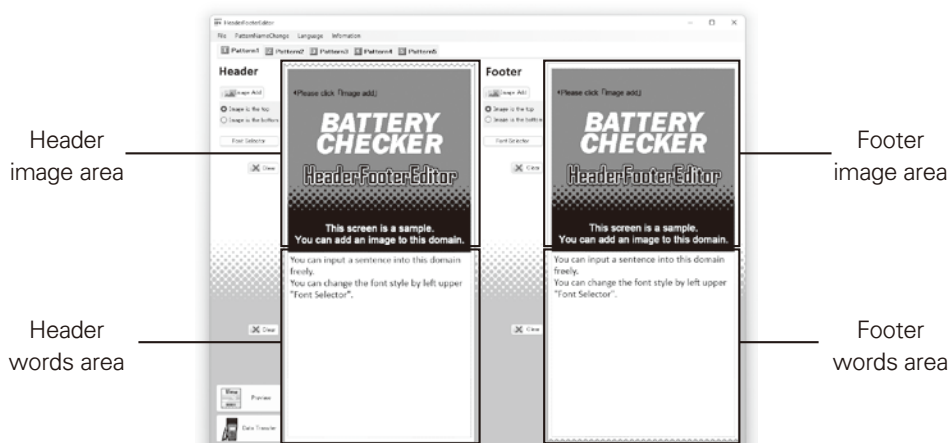 HeaderFooterEditor
File PatternNameChange Language Infomation
1 Pattern1 2 Pattern2 3 Pattern3 4 Pattern4 5 Pattern5
Header
Image Add
Image is the top
Image is the bottom
Font Selector
Clear
Clear
Preview
Data Transfer
◀Please click 「Image add」
BATTERY
CHECKER
HeaderFooterEditor
This screen is a sample.
You can add an image to this domain.
You can input a sentence into this domain
freely.
You can change the font style by left upper
"Font Selector".
Footer
Image Add
Image is the top
Image is the bottom
Font Selector
Clear
Clear
◀Please click 「Image add」
BATTERY
CHECKER
HeaderFooterEditor
This screen is a sample.
You can add an image to this domain.
You can input a sentence into this domain
freely.
You can change the font style by left upper
"Font Selector".
Header
image area
Header
words area
Footer
image area
Footer
words area